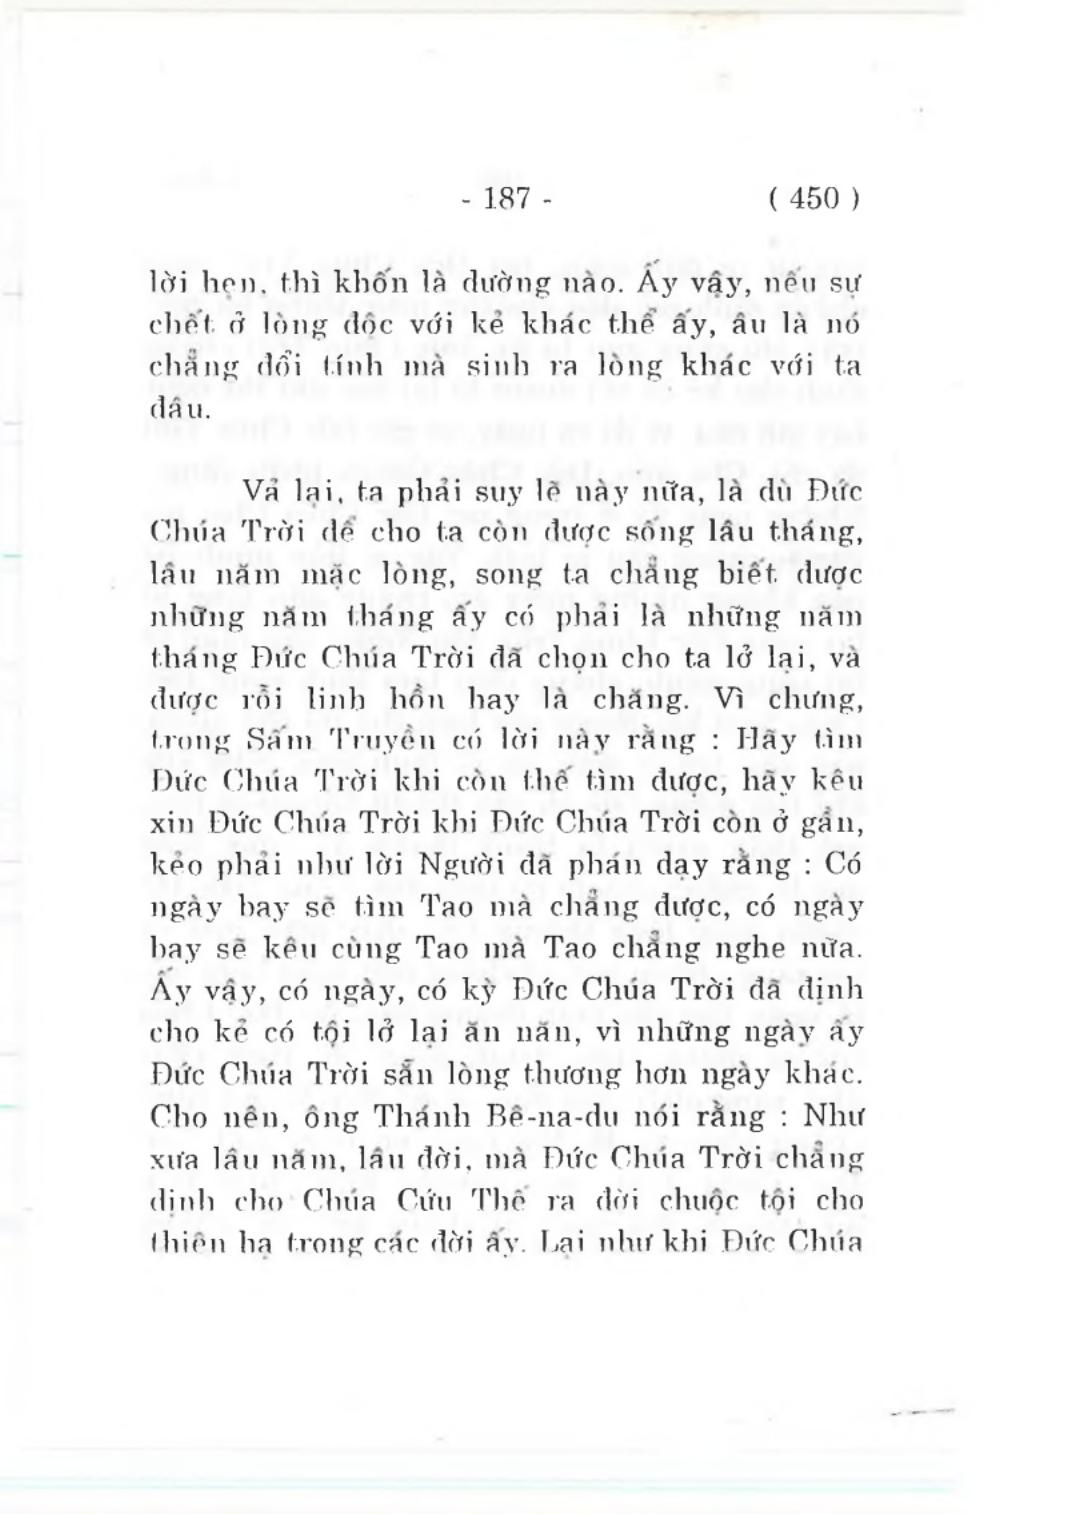 - 187 - ( 450 )
lời hẹn, thì khốn là dường nào. Ấy vậy, nếu sự
chết ở lòng độc với kẻ khác thể ấy, âu là nó
chẳng đổi tính mà sinh ra lòng khác với ta
đâu.
Vả lại, ta phải suy lẽ này nữa, là dù Đức
Chúa Trời để cho ta còn được sống lâu tháng,
lâu năm mặc lòng, song ta chẳng biết được
những năm tháng ấy có phải là những năm
tháng Đức Chúa Trời đã chọn cho ta lở lại, và
được rỗi linh hồn hay là chăng. Vì chưng,
trong Sấm Truyền có lời này rằng : Hãy tìm
Đức Chúa Trời khi còn thế tìm được, hãy kêu
xin Đức Chúa Trời khi Đức Chúa Trời còn ở gần,
kẻo phải như lời Người đã phán dạy rằng : Có
ngày bay sẽ tìm Tao mà chẳng được, có ngày
bay sẽ kêu cùng Tao mà Tao chẳng nghe nữa.
Ấy vậy, có ngày, có kỳ Đức Chúa Trời đã định
cho kẻ có tội lở lại ăn năn, vì những ngày ấy
Đức Chúa Trời sẵn lòng thương hơn ngày khác.
Cho nên, ông Thánh Bê-na-du nói rằng : Như
xưa lâu năm, lâu đời, mà Đức Chúa Trời chẳng
định cho Chúa Cứu Thế ra đời chuộc tội cho
thiên hạ trong các đời ấy. Lại như khi Đức Chúa